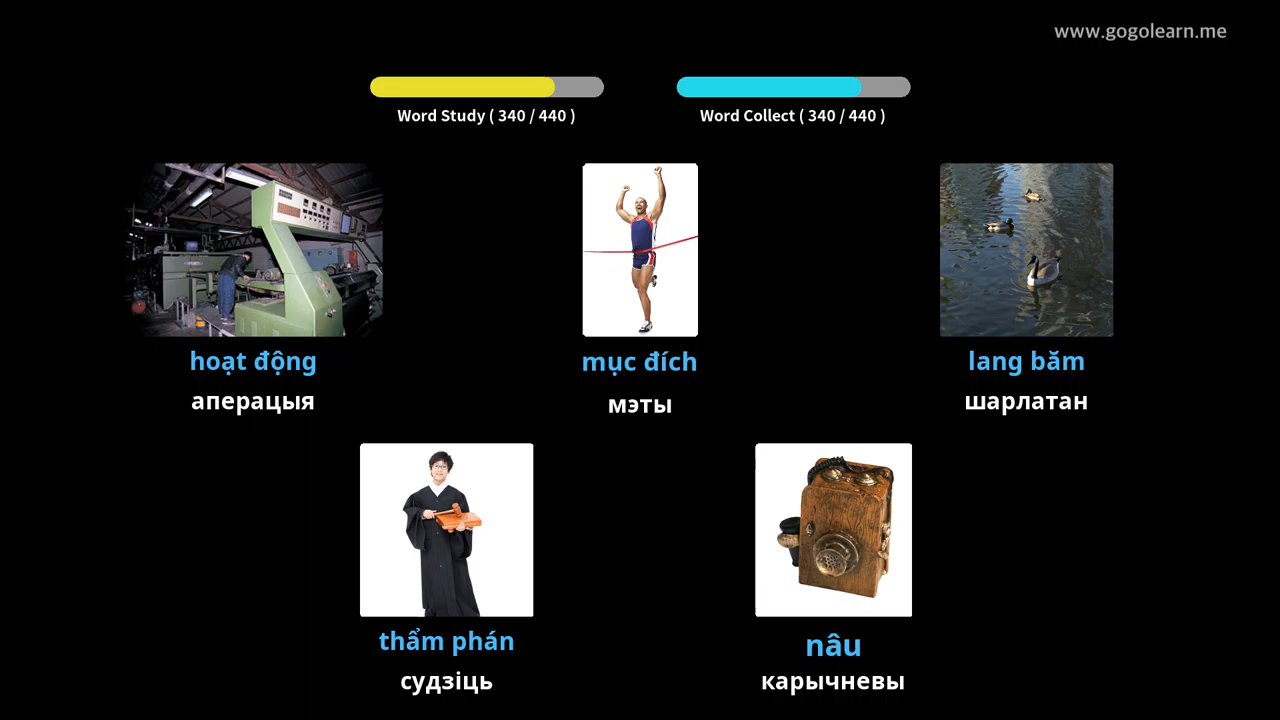 www.gogolearn.me
Word Study ( 340 / 440 )
Word Collect ( 340 / 440 )
hoạt động
аперацыя
mục đích
мэты
lang băm
шарлатан
thẩm phán
судзіць
nâu
карычневы